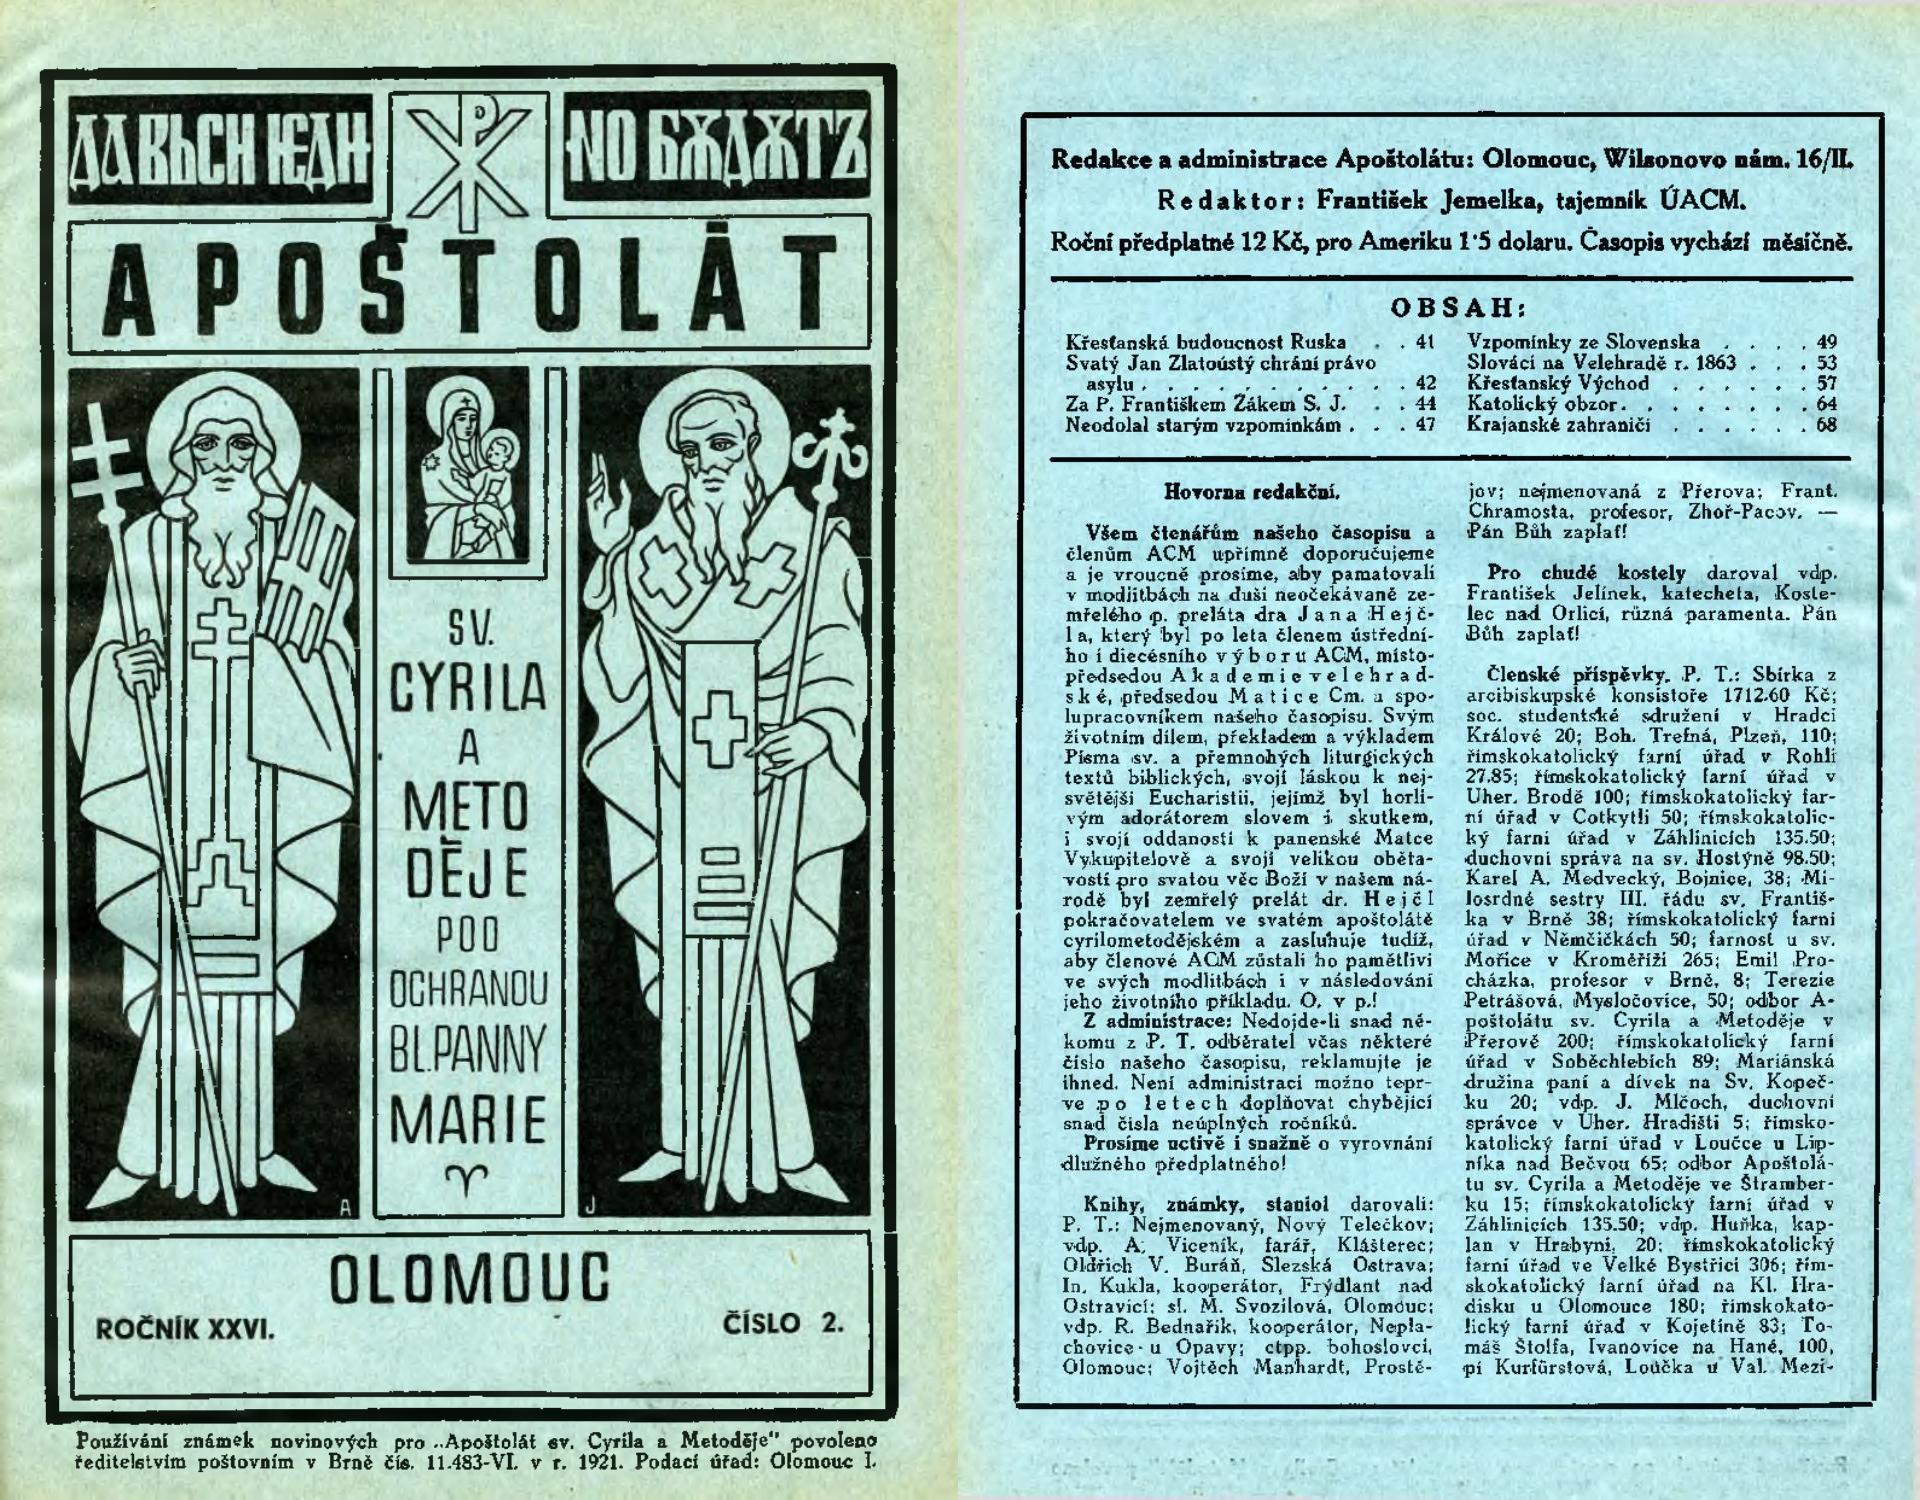 ДА ВЬСИ ѤДИ
NO БѪДѪТЪ
APOŠTOLÁT
SV.
CYRILA
A
METO
DĚJE
POD
OCHRANOU
BL.PANNY
MARIE
A
J
OLOMOUC
ROČNÍK XXVI.
ČÍSLO 2.
Používání známek novinových pro „Apoštolát sv. Cyrila a Metoděje" povoleno
ředitelstvím poštovním v Brně čís. 11.483-VI. v r. 1921. Podací úřad: Olomouc I.
Redakce a administrace Apoštolátu: Olomouc, Wilsonovo nám. 16/II.
Redaktor: František Jemelka, tajemník ÚACM.
Roční předplatné 12 Kč, pro Ameriku 1·5 dolaru. Časopis vychází měsíčně.
OBSAH:
Křesťanská budoucnost Ruska . . 41
Svatý Jan Zlatoústý chrání právo
asylu . . . . . . . . . . . 42
Za P. Františkem Žákem S. J. . . 44
Neodolal starým vzpomínkám . . . 47
Vzpomínky ze Slovenska . . . . 49
Slováci na Velehradě r. 1863 . . . 53
Křesťanský Východ . . . . . . 57
Katolický obzor . . . . . . . . 64
Krajanské zahraničí . . . . . . 68
Hovorna redakční.
Všem čtenářům našeho časopisu a
členům ACM upřímně doporučujeme
a je vroucně prosíme, aby pamatovali
v modlitbách na duši neočekávaně ze-
mřelého p. preláta dra Jana Hejč-
la, který byl po leta členem ústřední-
ho i diecésního výboru ACM, místo-
předsedou Akademie velehrad-
ské, předsedou Matice Cm. a spo-
lupracovníkem našeho časopisu. Svým
životním dílem, překladem a výkladem
Písma sv. a přemnohých liturgických
textů biblických, svojí láskou k nej-
světější Eucharistii, jejímž byl horli-
vým adorátorem slovem i skutkem,
i svojí oddaností k panenské Matce
Vykupitelově a svojí velikou oběta-
vostí pro svatou věc Boží v našem ná-
rodě byl zemřelý prelát dr. Hejčl
pokračovatelem ve svatém apoštolátě
cyrilometodějském a zasluhuje tudíž,
aby členové ACM zůstali ho pamětlivi
ve svých modlitbách i v následování
jeho životního příkladu. O. v p.!
Z administrace: Nedojde-li snad ně-
komu z P. T. odběratel včas některé
číslo našeho časopisu, reklamujte je
ihned. Není administraci možno tepr-
ve po letech doplňovat chybějící
snad čísla neúplných ročníků.
Prosíme uctivě i snažně o vyrovnání
dlužného předplatného!
Knihy, známky, staniol darovali:
P. T.: Nejmenovaný, Nový Telečkov;
vdp. A. Viceník, farář, Klášterec;
Oldřich V. Buráň, Slezská Ostrava;
In. Kukla, kooperátor, Frýdlant nad
Ostravicí; sl. M. Svozilová, Olomouc;
vdp. R. Bednařík, kooperátor, Nepla-
chovice u Opavy; ctpp. bohoslovci,
Olomouc; Vojtěch Manhardt, Prostě-
jov; nejmenovaná z Přerova; Frant.
Chramosta, profesor, Zhoř-Pacov. —
Pán Bůh zaplať!
Pro chudé kostely daroval vdp.
František Jelínek, katecheta, Koste-
lec nad Orlicí, různá paramenta. Pán
Bůh zaplať!
Členské příspěvky. P. T.: Sbírka z
arcibiskupské konsistoře 1712.60 Kč;
soc. studentské sdružení v Hradci
Králové 20; Boh. Trefná, Plzeň, 110;
římskokatolický farní úřad v Rohli
27.85; římskokatolický farní úřad v
Uher. Brodě 100; římskokatolický far-
ní úřad v Cotkytli 50; římskokatolic-
ký farní úřad v Záhlinicích 135.50;
duchovní správa na sv. Hostýně 98.50;
Karel A. Medvecký, Bojnice, 38; Mi-
losrdné sestry III. řádu sv. Františ-
ka v Brně 38; římskokatolický farní
úřad v Němčičkách 50; farnost u sv.
Mořice v Kroměříži 265; Emil Pro-
cházka, profesor v Brně, 8; Terezie
Petrášová, Mysločovice, 50; odbor A-
poštolátu sv. Cyrila a Metoděje v
Přerově 200; římskokatolický farní
úřad v Soběchlebích 89; Mariánská
družina paní a dívek na Sv. Kopeč-
ku 20; vdp. J. Mlčoch, duchovní
správce v Uher. Hradišti 5; římsko-
katolický farní úřad v Loučce u Lip-
níka nad Bečvou 65; odbor Apoštolá-
tu sv. Cyrila a Metoděje ve Štramber-
ku 15; římskokatolický farní úřad v
Záhlinicích 135.50; vdp. Huňka, kap-
lan v Hrabyni, 20; římskokatolický
farní úřad ve Velké Bystřici 306; řím-
skokatolický farní úřad na Kl. Hra-
disku u Olomouce 180; římskokato-
lický farní úřad v Kojetíně 83; To-
máš Štolfa, Ivanovice na Hané, 100,
pí Kurfürstová, Loučka u Val. Mezi-